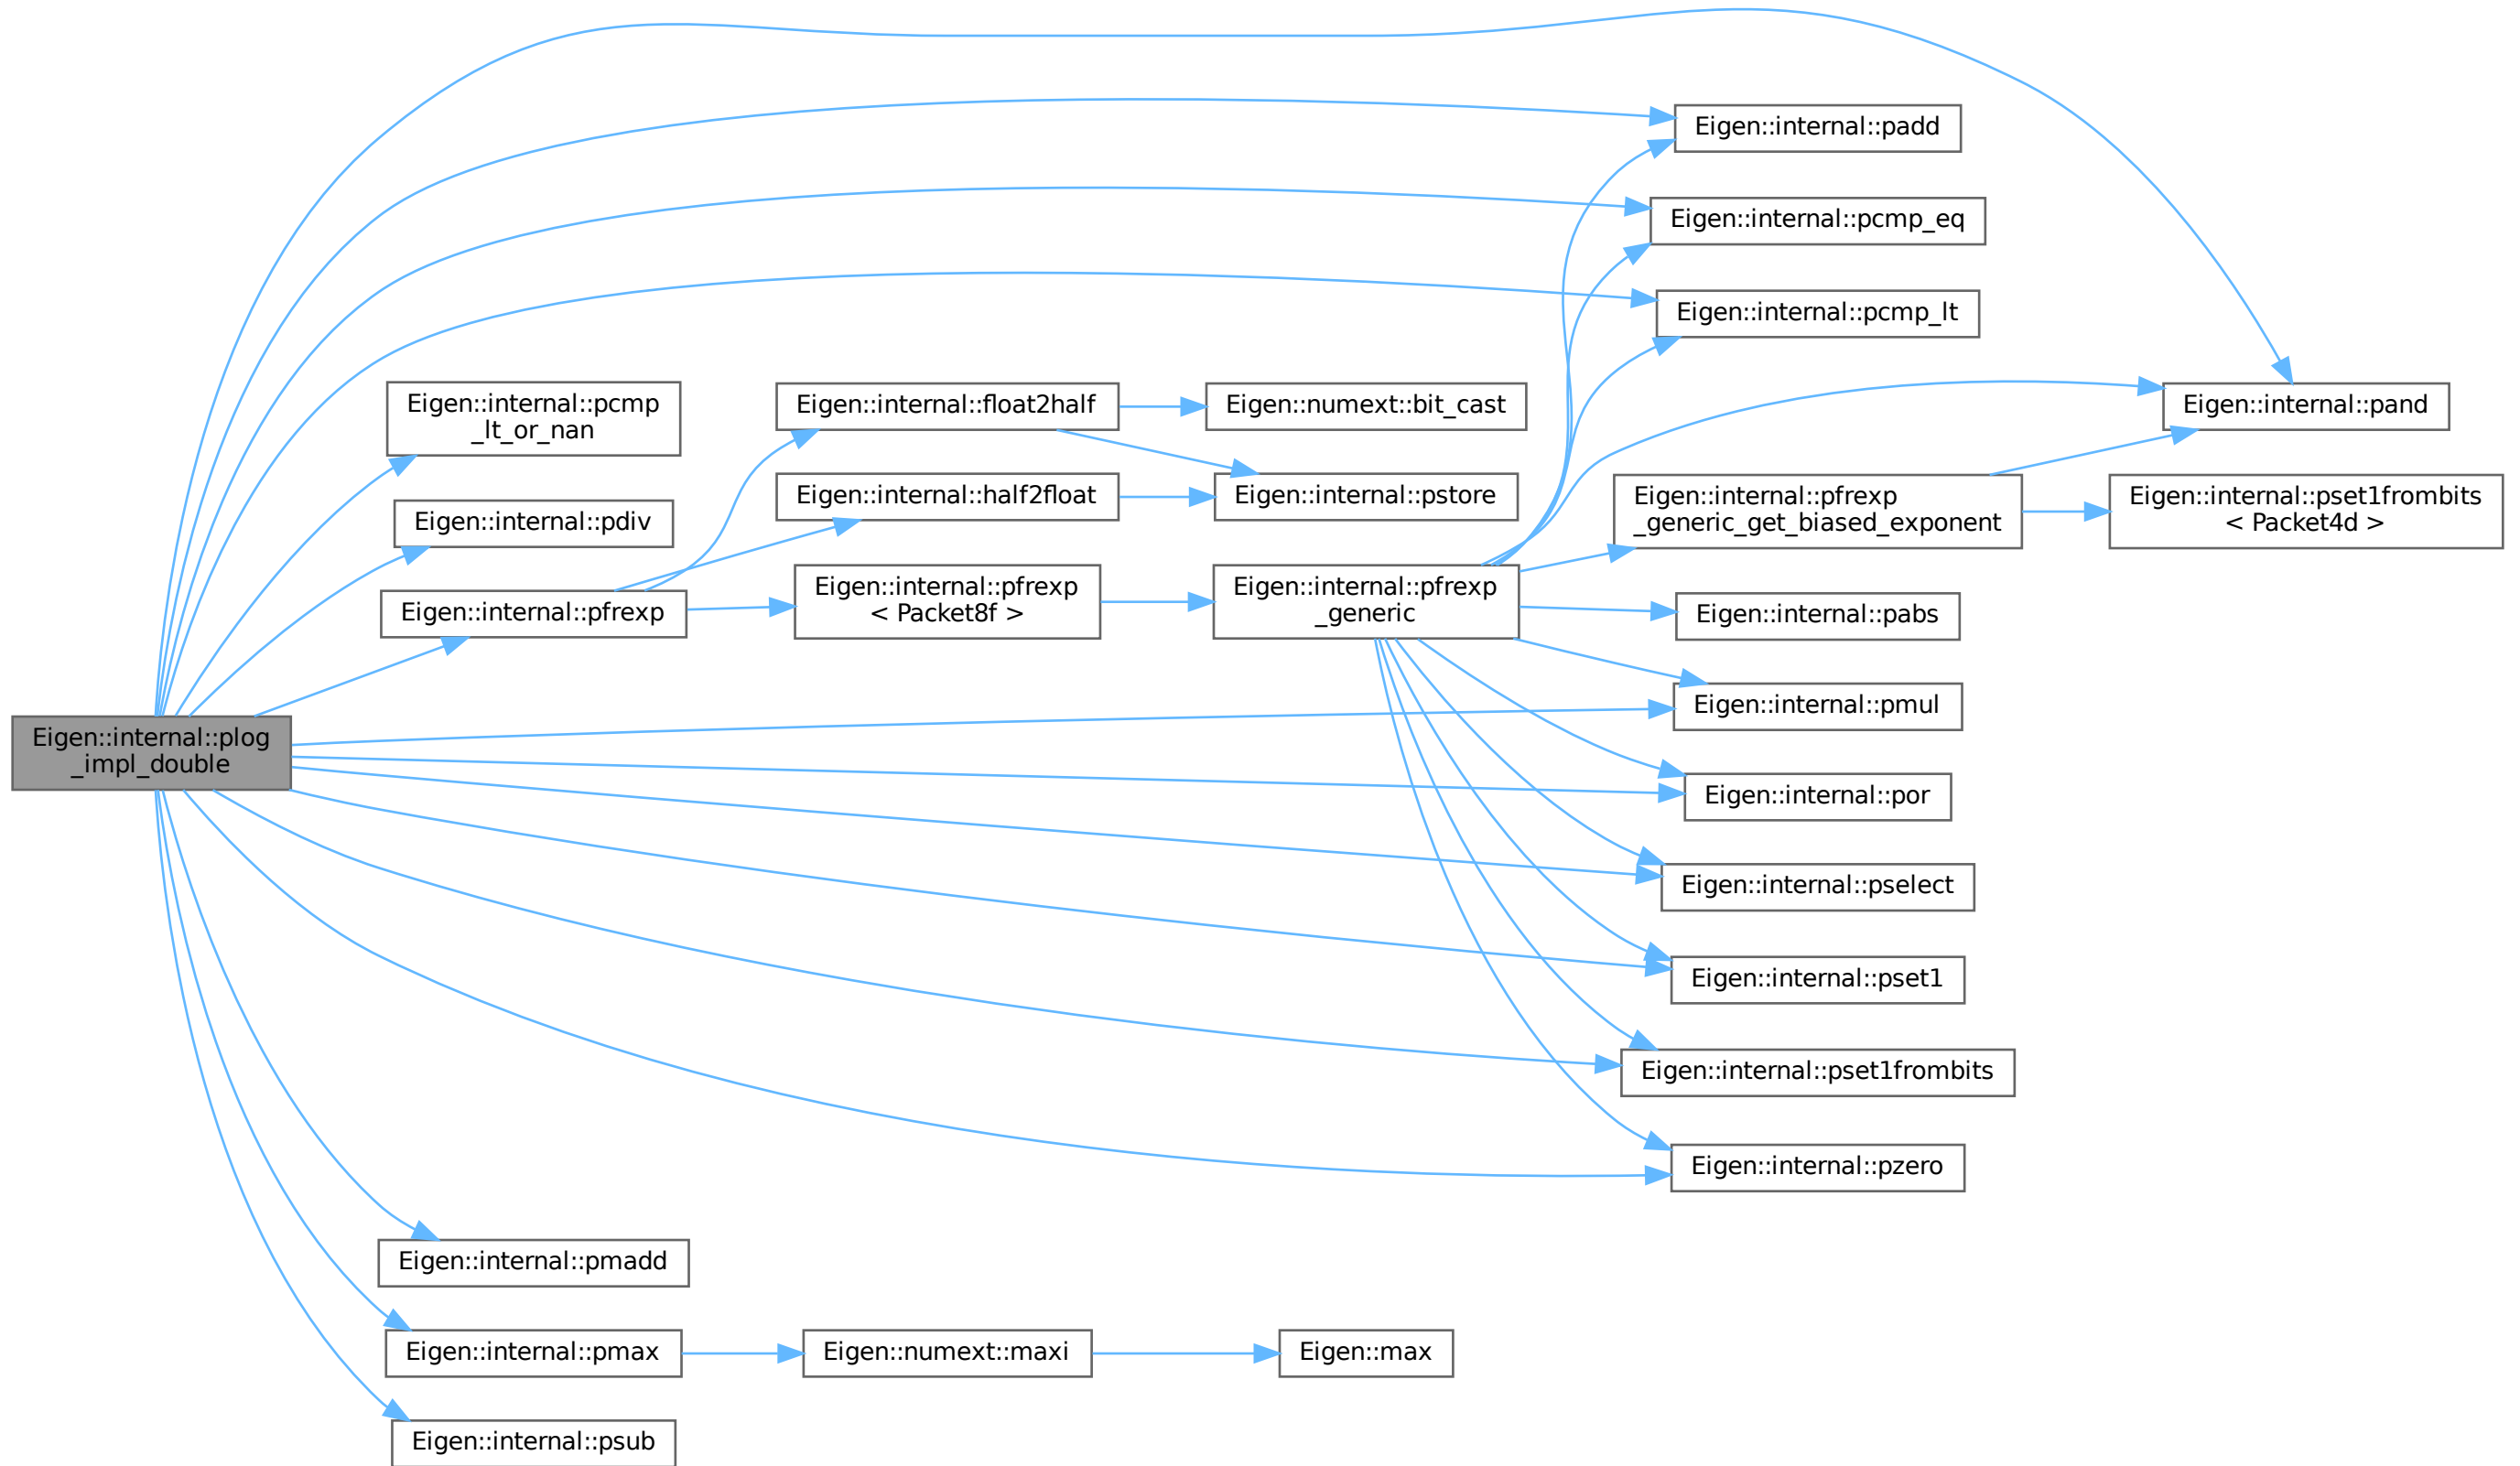 Eigen::internal::padd
Eigen::internal::pcmp_eq
Eigen::internal::pcmp_lt
Eigen::internal::pcmp
_lt_or_nan
Eigen::internal::float2half
Eigen::numext::bit_cast
Eigen::internal::pand
Eigen::internal::pdiv
Eigen::internal::half2float
Eigen::internal::pstore
Eigen::internal::pfrexp
_generic_get_biased_exponent
Eigen::internal::pset1frombits
< Packet4d >
Eigen::internal::pfrexp
Eigen::internal::pfrexp
< Packet8f >
Eigen::internal::pfrexp
_generic
Eigen::internal::pabs
Eigen::internal::plog
_impl_double
Eigen::internal::pmul
Eigen::internal::por
Eigen::internal::pselect
Eigen::internal::pset1
Eigen::internal::pset1frombits
Eigen::internal::pzero
Eigen::internal::pmadd
Eigen::internal::pmax
Eigen::numext::maxi
Eigen::max
Eigen::internal::psub